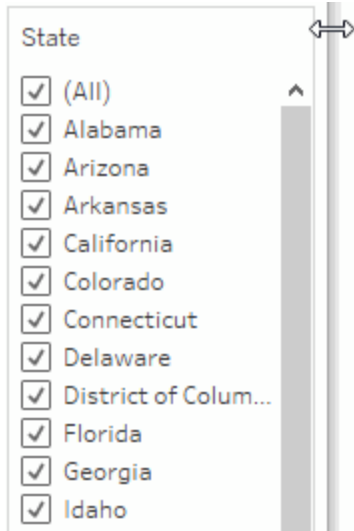 State
(All)
Alabama
Arizona
Arkansas
California
Colorado
Connecticut
Delaware
District of Colum...
Florida
Georgia
Idaho